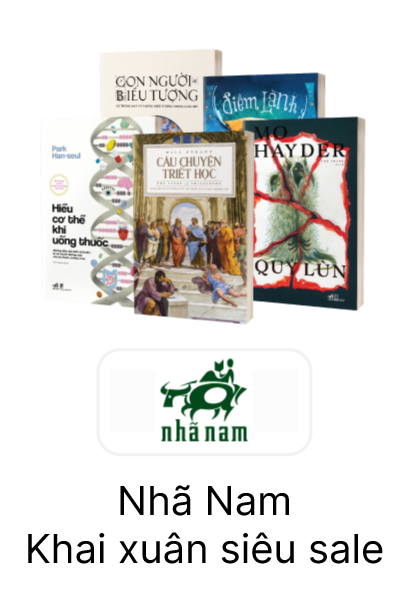 CON NGƯỜI
BIỂU TƯỢNG
điềm Lành
Park
Han-seul
Hiểu
cơ thể
khi
uống thuốc
WILL DURANT
CÂU CHUYỆN
TRIẾT HỌC
THE STORY of PHILOSOPHY
MO
HAYDER
QUỶ LÙN
nhã nam
Nhã Nam
Khai xuân siêu sale